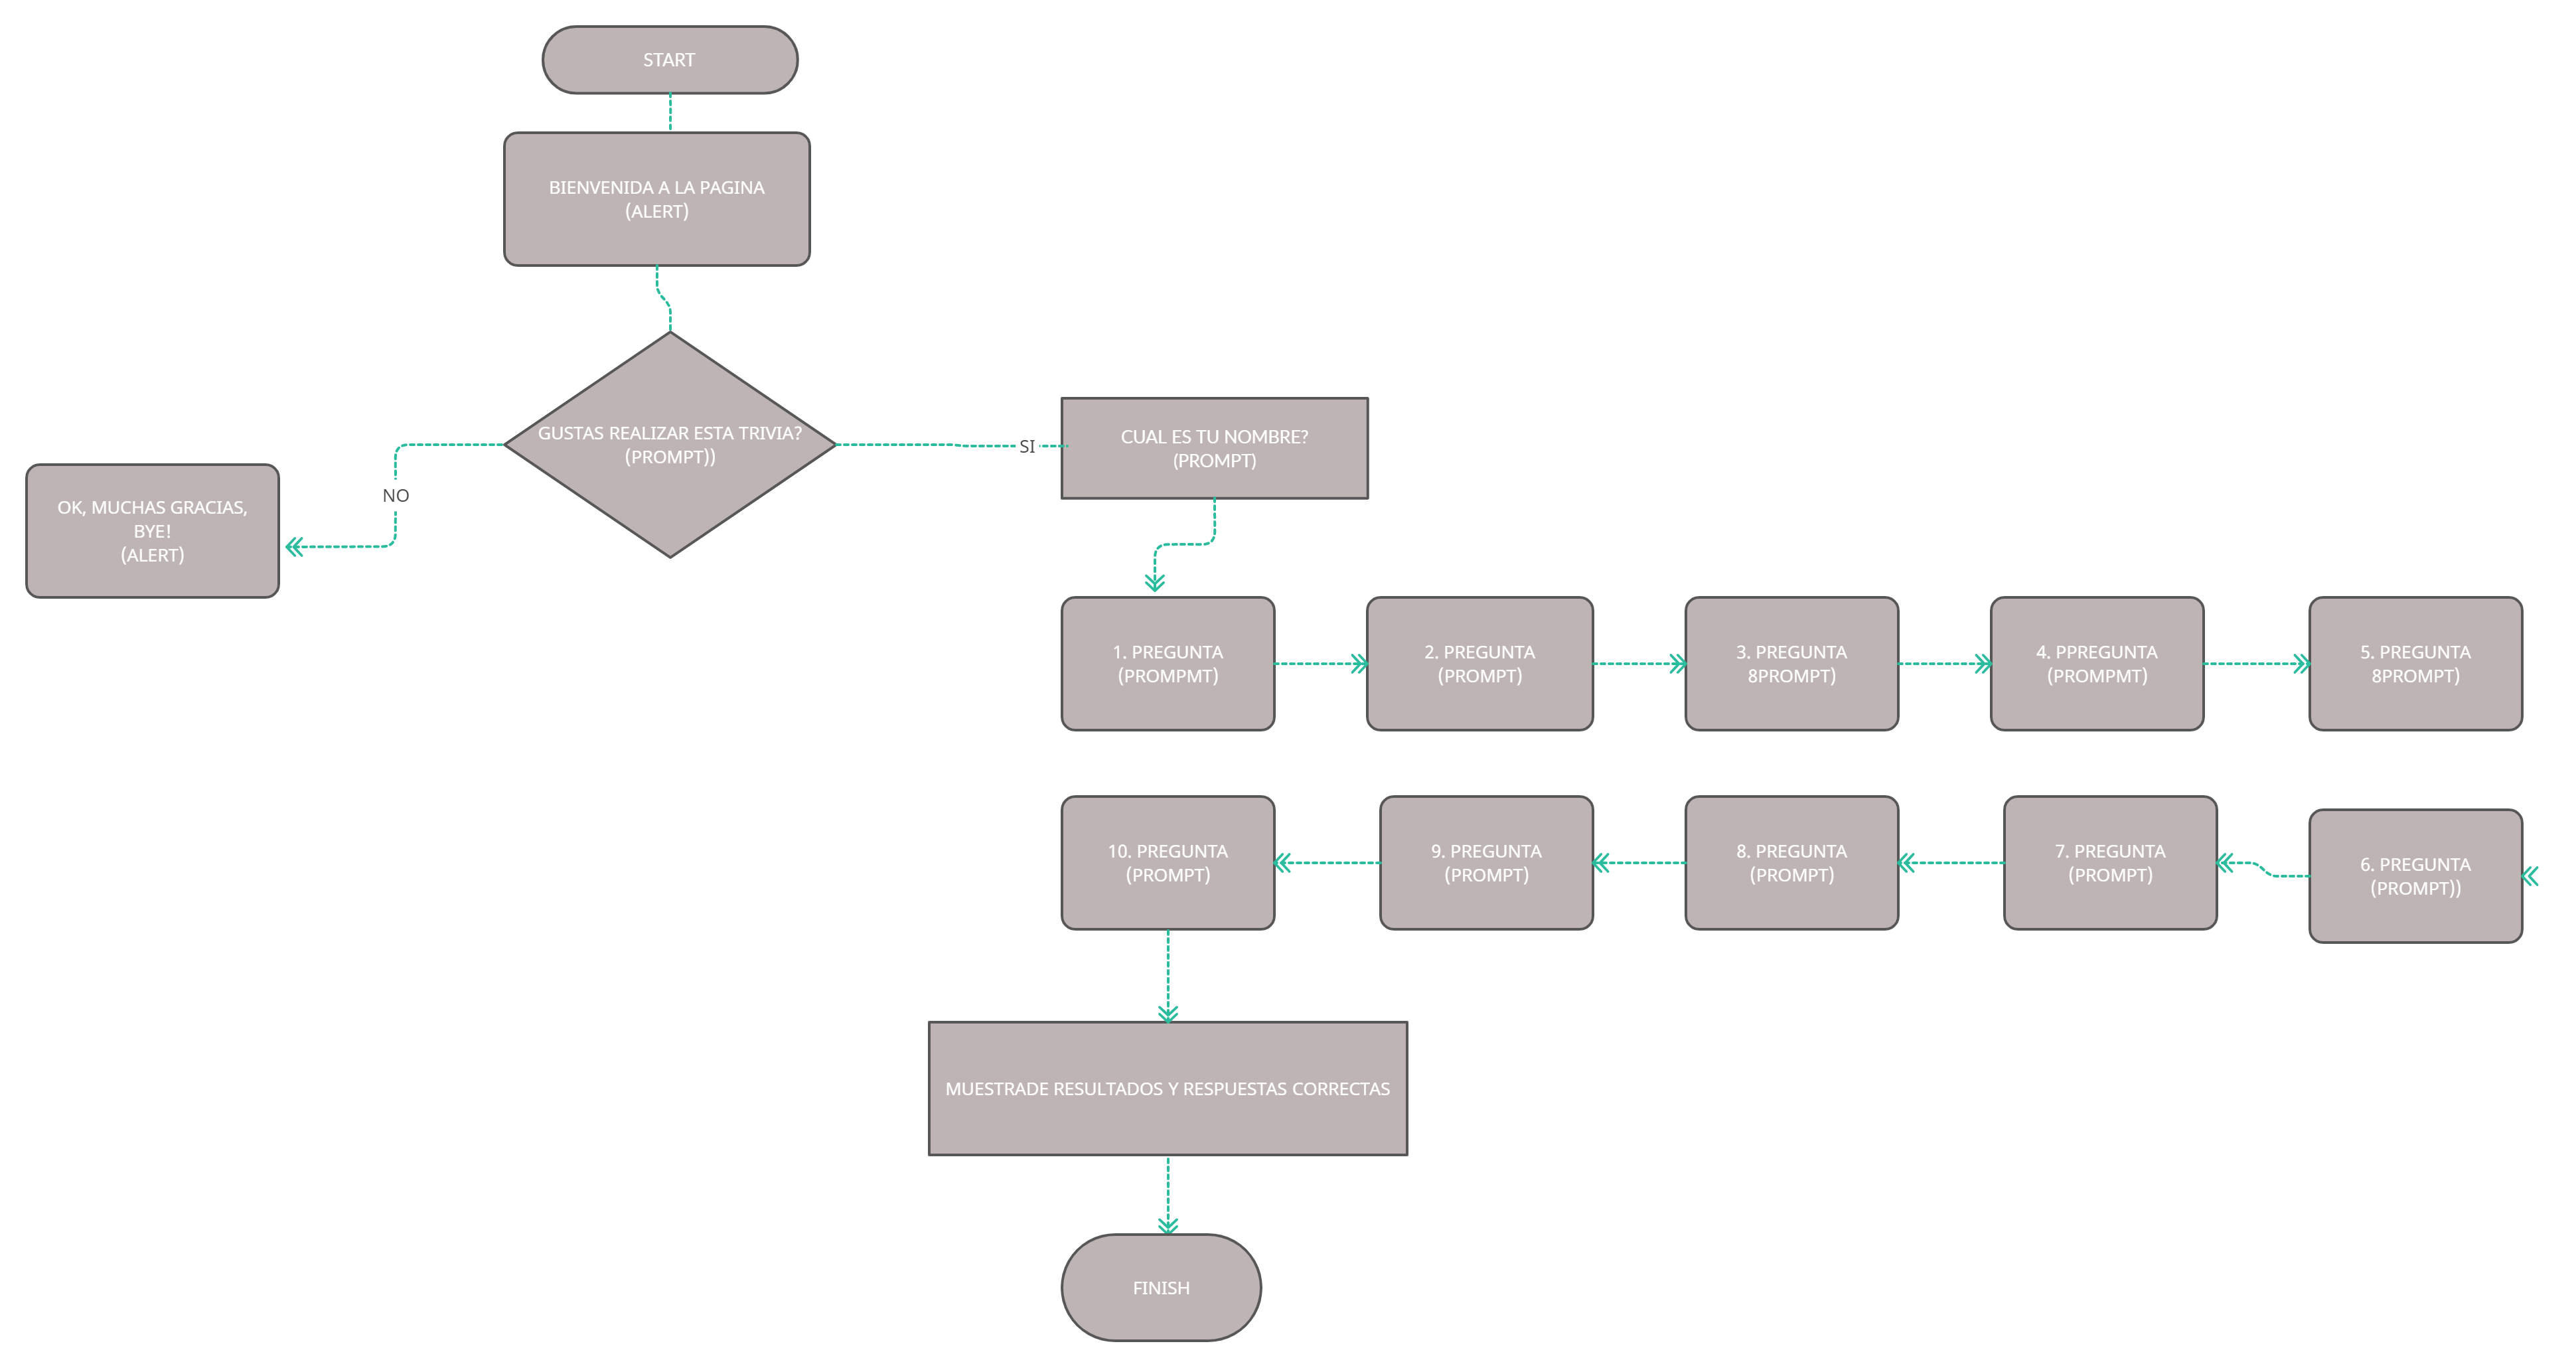 START
BIENVENIDA A LA PAGINA
(ALERT)
GUSTAS REALIZAR ESTA TRIVIA?
(PROMPT))
SI
CUAL ES TU NOMBRE?
(PROMPT)
NO
OK, MUCHAS GRACIAS,
BYE!
(ALERT)
1. PREGUNTA
(PROMPMT)
2. PREGUNTA
(PROMPT)
3. PREGUNTA
8PROMPT)
4. PPREGUNTA
(PROMPMT)
5. PREGUNTA
8PROMPT)
10. PREGUNTA
(PROMPT)
9. PREGUNTA
(PROMPT)
8. PREGUNTA
(PROMPT)
7. PREGUNTA
(PROMPT)
6. PREGUNTA
(PROMPT))
MUESTRADE RESULTADOS Y RESPUESTAS CORRECTAS
FINISH